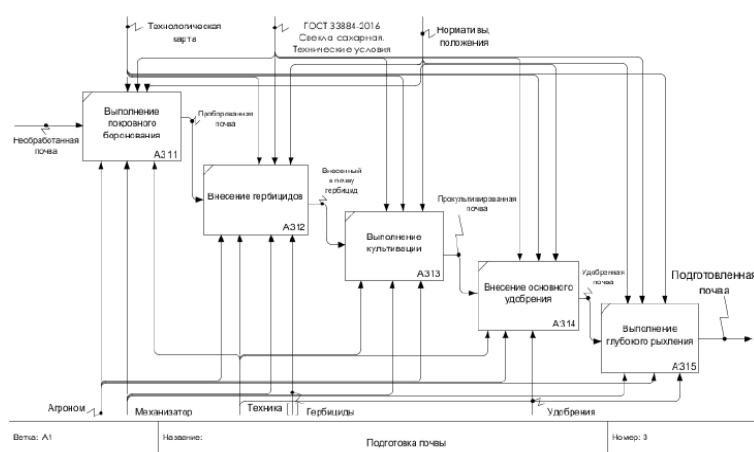 Технологическая
карта
ГОСТ 33884-2016
Свекла сахарная.
Технические условия
Нормативы,
положения
Выполнение
покровного
боронования
А311
Необработанная
почва
Проборованная
почва
Внесение гербицидов
А312
Внесенный
в почву
гербицид
Выполнение
культивации
А313
Прокультивированная
почва
Внесение основного
удобрения
А314
Удобренная
почва
Выполнение
глубокого рыхления
А315
Подготовленная
почва
Агроном
Механизатор
Техника
Гербициды
Удобрения
Ветка: А1
Название:
Подготовка почвы
Номер: 3